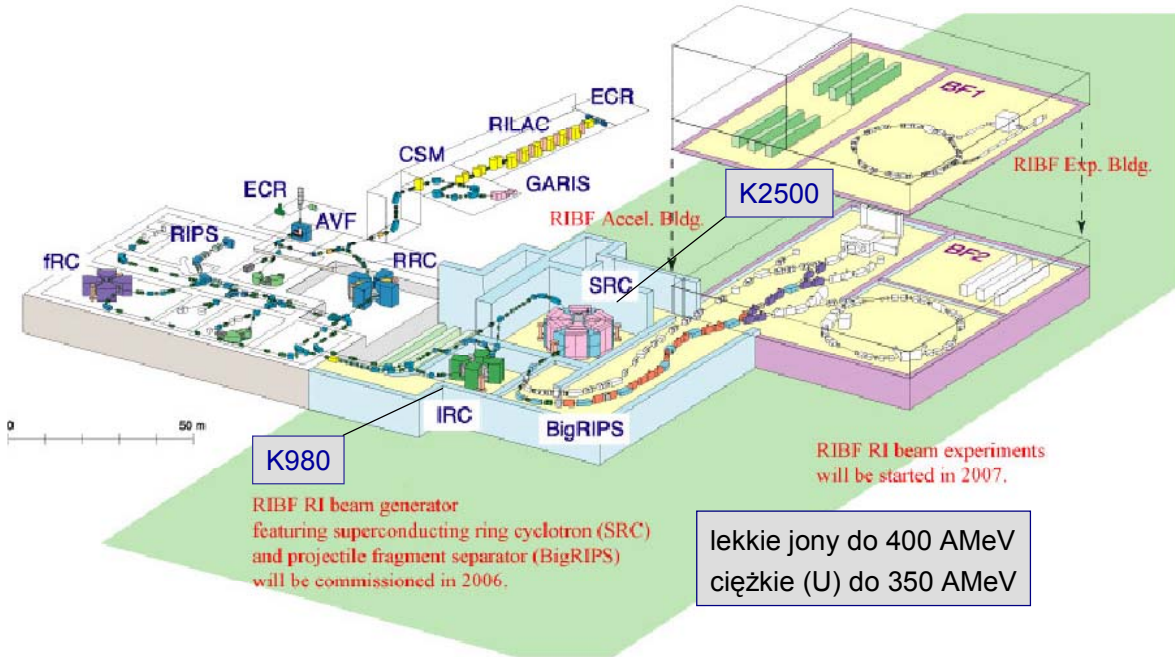 ECR
RILAC
CSM
GARIS
ECR
AVF
RIPS
fRC
RRC
BF1
RIBF Exp. Bldg.
K2500
RIBF Accel. Bldg.
SRC
BF2
IRC
BigRIPS
0 50 m
K980
RIBF RI beam generator
featuring superconducting ring cyclotron (SRC)
and projectile fragment separator (BigRIPS)
will be commissioned in 2006.
RIBF RI beam experiments
will be started in 2007.
lekkie jony do 400 AMeV
ciężkie (U) do 350 AMeV